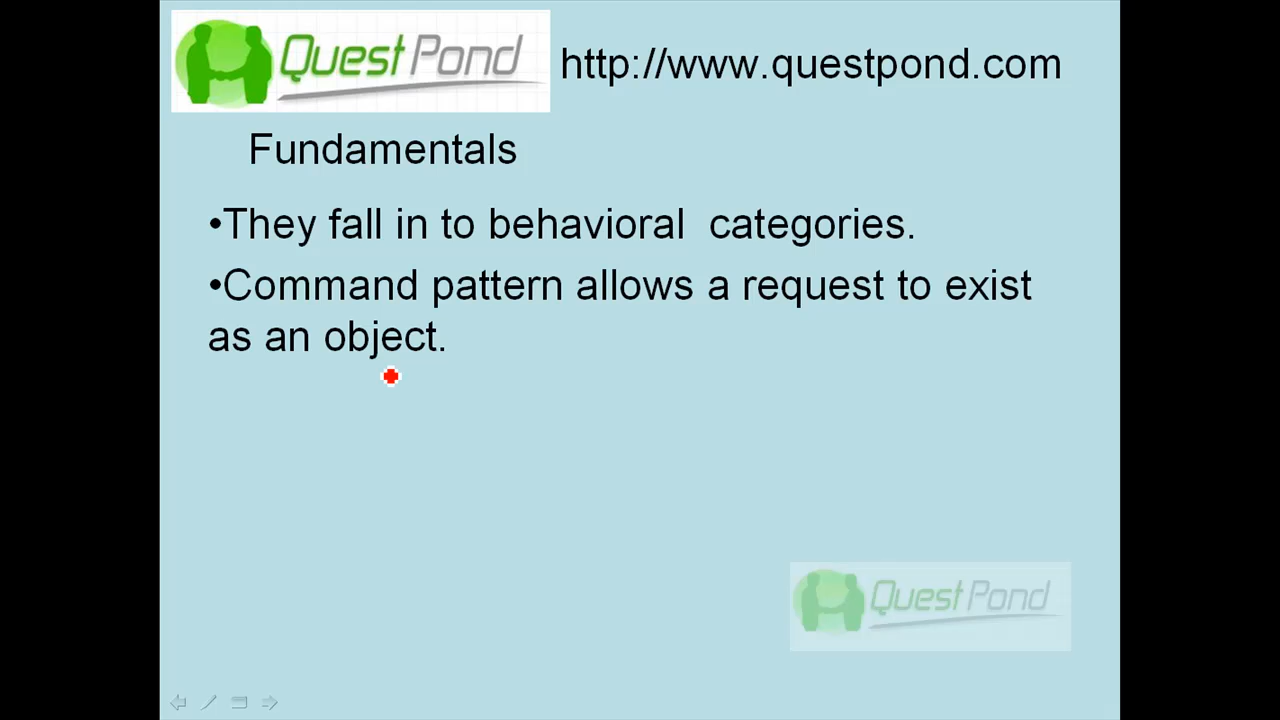 Quest Pond
http://www.questpond.com
Fundamentals
•They fall in to behavioral  categories.
•Command pattern allows a request to exist
as an object.
Quest Pond